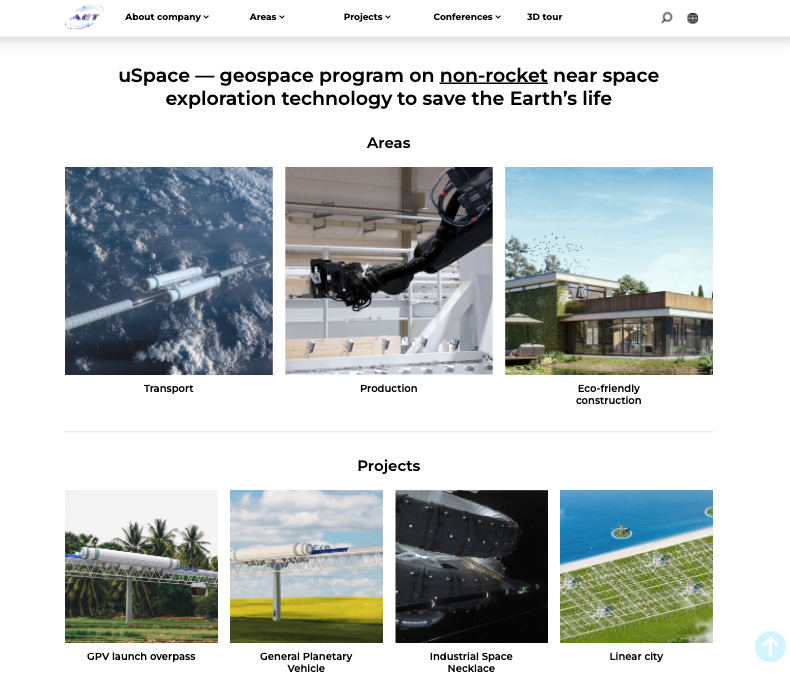 AET
About company
Areas
Projects
Conferences
3D tour
uSpace — geospace program on non-rocket near space
exploration technology to save the Earth's life
Areas
Transport
Production
Eco-friendly
construction
Projects
GPV launch overpass
General Planetary
Vehicle
Industrial Space
Necklace
Linear city